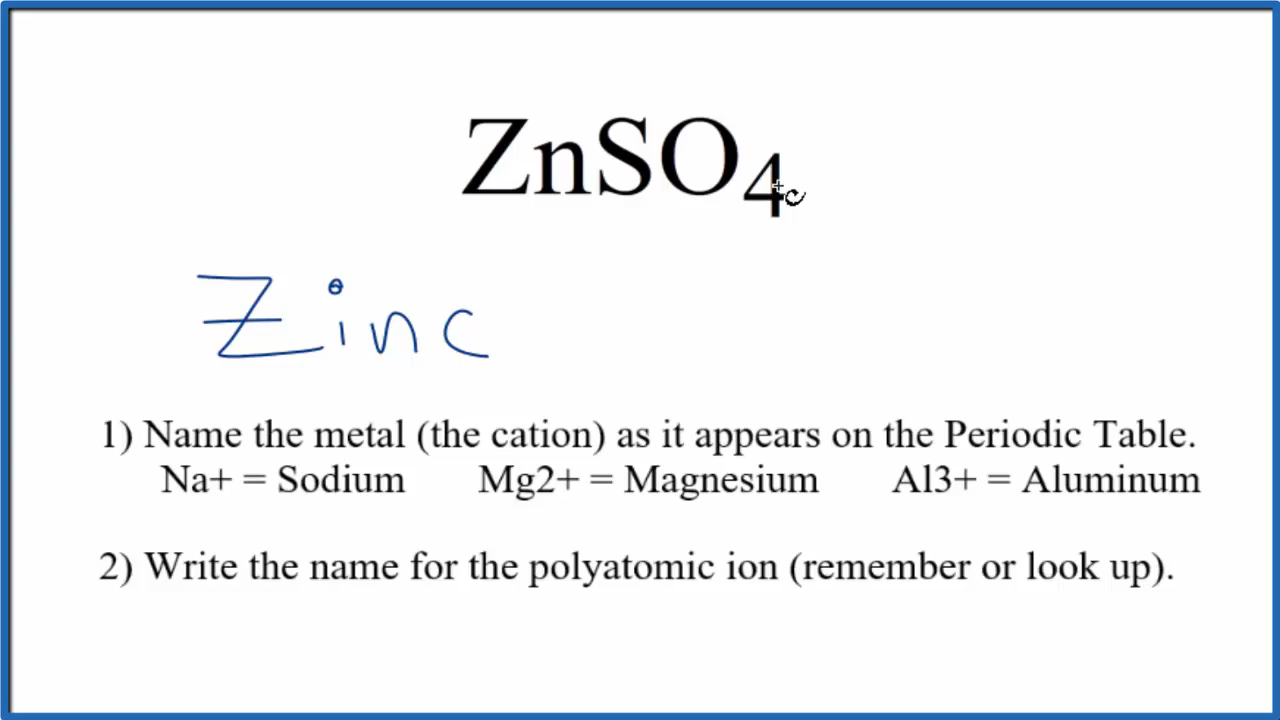 ZnSO₄
Zinc
1) Name the metal (the cation) as it appears on the Periodic Table.
Na+ = Sodium Mg2+ = Magnesium Al3+ = Aluminum
2) Write the name for the polyatomic ion (remember or look up).